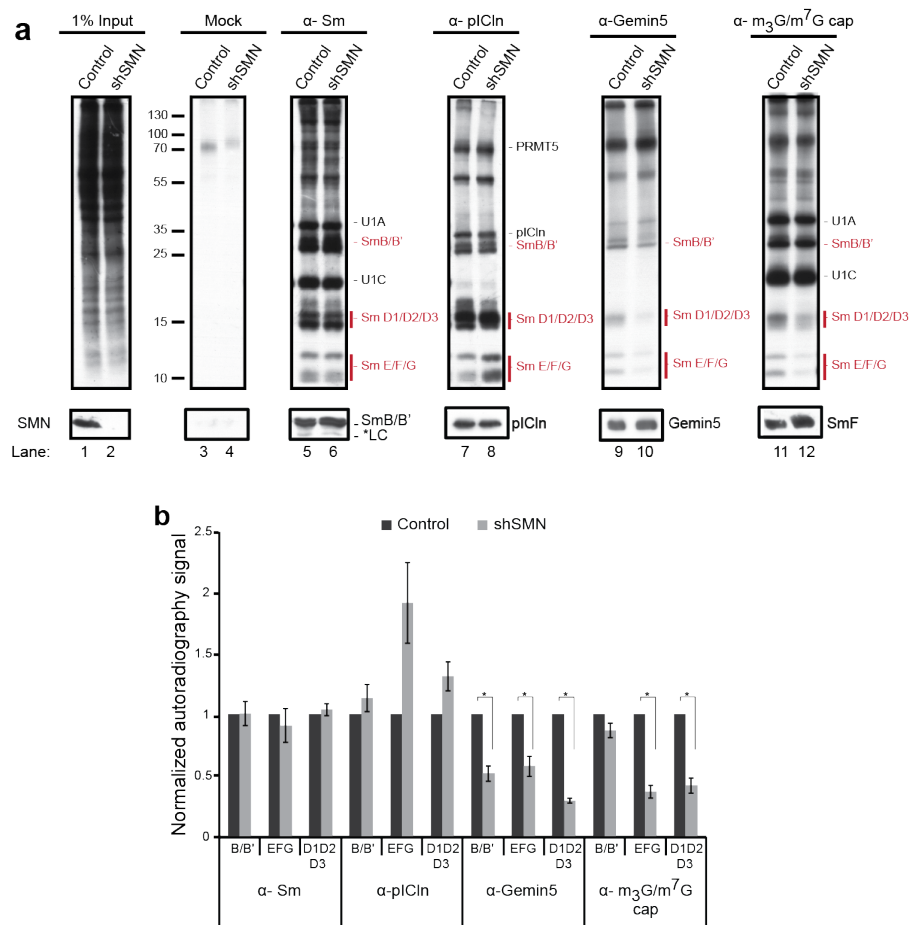 a
1% Input
Mock
α- Sm
α- pICln
α-Gemin5
α- m3G/m7G cap
Control
shSMN
Control
shSMN
Control
shSMN
Control
shSMN
Control
shSMN
Control
shSMN
130
100
70
55
35
25
15
10
U1A
SmB/B'
U1C
Sm D1/D2/D3
Sm E/F/G
PRMT5
pICln
SmB/B'
Sm D1/D2/D3
Sm E/F/G
SmB/B'
Sm D1/D2/D3
Sm E/F/G
U1A
SmB/B'
U1C
Sm D1/D2/D3
Sm E/F/G
SMN
SmB/B'
*LC
pICln
Gemin5
SmF
Lane: 1 2 3 4 5 6 7 8 9 10 11 12
b
Control shSMN
Normalized autoradiography signal
2.5
2
1.5
1
0.5
0
* * * * *
B/B' EFG D1D2 D3 B/B' EFG D1D2 D3 B/B' EFG D1D2 D3 B/B' EFG D1D2 D3
α- Sm
α-pICln
α-Gemin5
α- m3G/m7G
cap